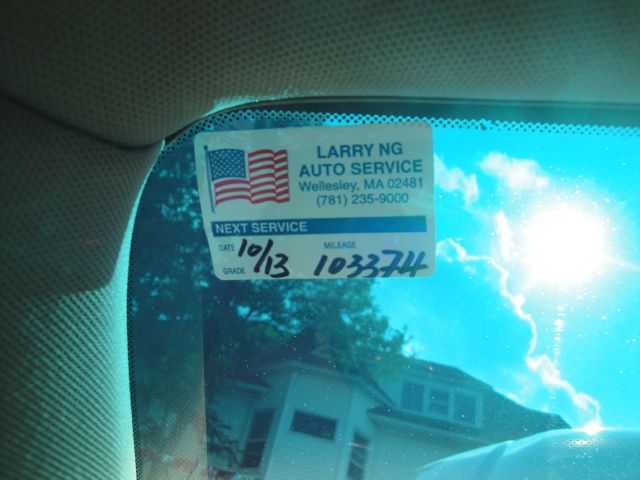 LARRY NG
AUTO SERVICE
Wellesley, MA 02481
(781) 235-9000
NEXT SERVICE
DATE 10/13 MILEAGE
GRADE 103374